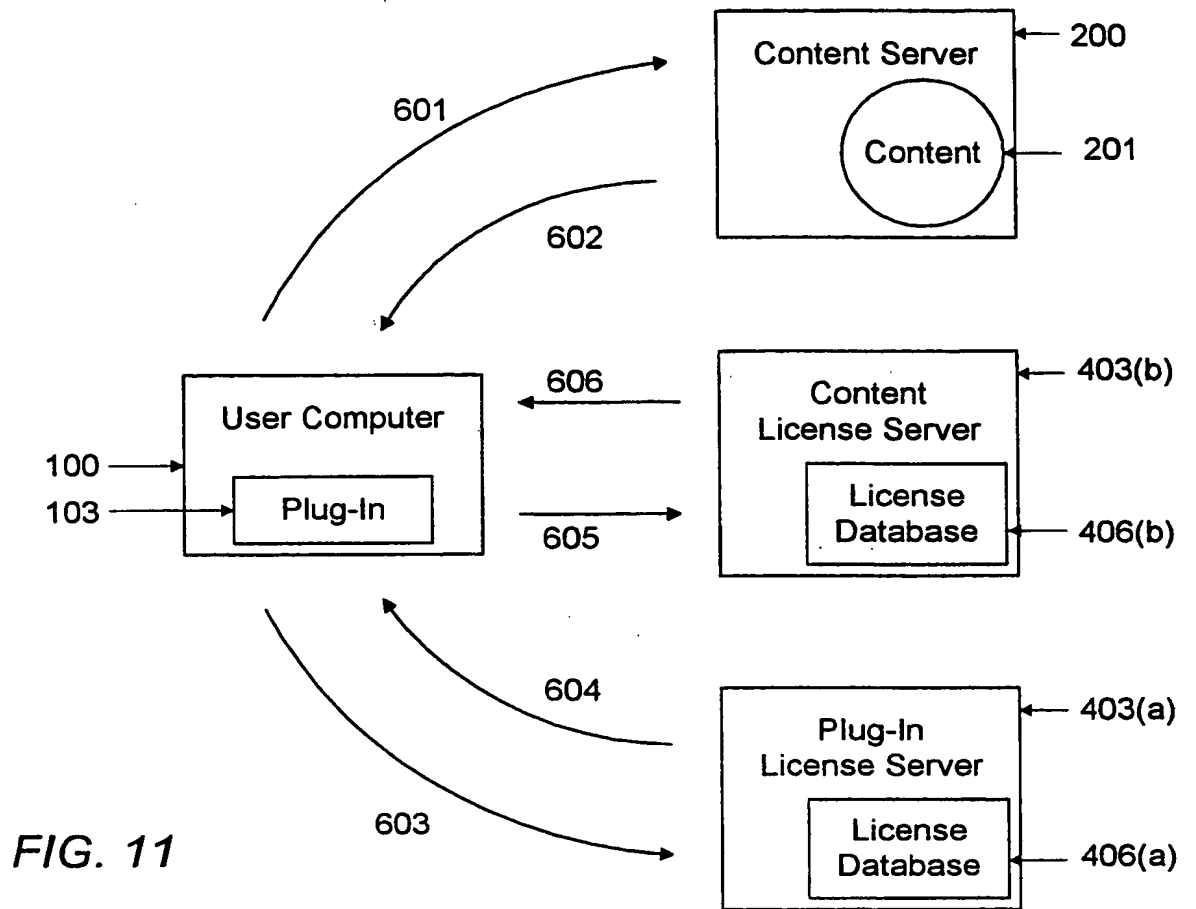 Content Server
200
Content
201
601
602
User Computer
Plug-In
100
103
606
605
Content
License Server
403(b)
License
Database
406(b)
604
603
Plug-In
License Server
403(a)
License
Database
406(a)
FIG. 11